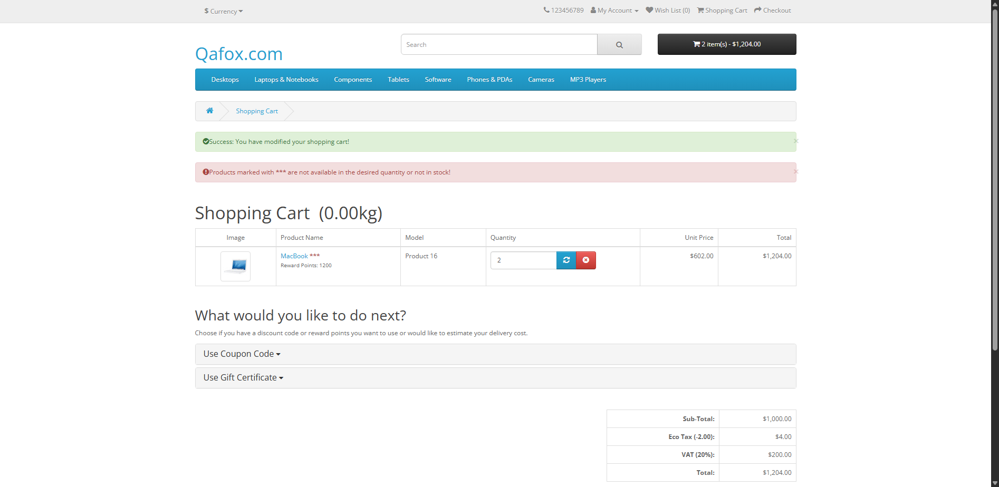 $ Currency
123456789 My Account Wish List (0) Shopping Cart Checkout
Qafox.com
Search
2 item(s) - $1,204.00
Desktops Laptops & Notebooks Components Tablets Software Phones & PDAs Cameras MP3 Players
Shopping Cart
Success: You have modified your shopping cart! ×
Products marked with *** are not available in the desired quantity or not in stock! ×
Shopping Cart (0.00kg)
Image Product Name Model Quantity Unit Price Total
MacBook *** Product 16 2 $602.00 $1,204.00
Reward Points: 1200
What would you like to do next?
Choose if you have a discount code or reward points you want to use or would like to estimate your delivery cost.
Use Coupon Code
Use Gift Certificate
Sub-Total: $1,000.00
Eco Tax (-2.00): $4.00
VAT (20%): $200.00
Total: $1,204.00